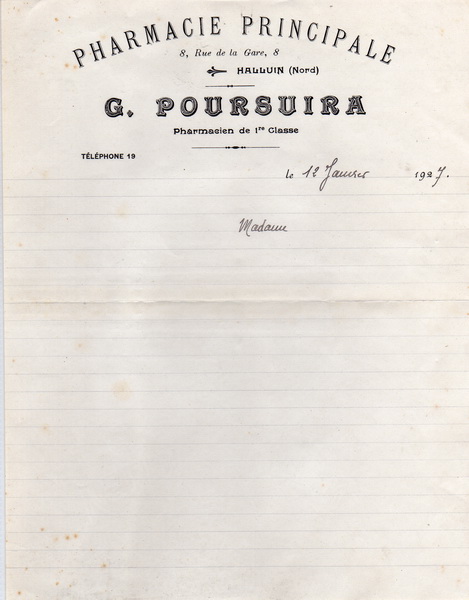 PHARMACIE PRINCIPALE
8, Rue de la Gare, 8
HALLUIN (Nord)
G. POURSUIRA
Pharmacien de 1re Classe
TÉLÉPHONE 19
le 12 Janvier 1927.
Madame